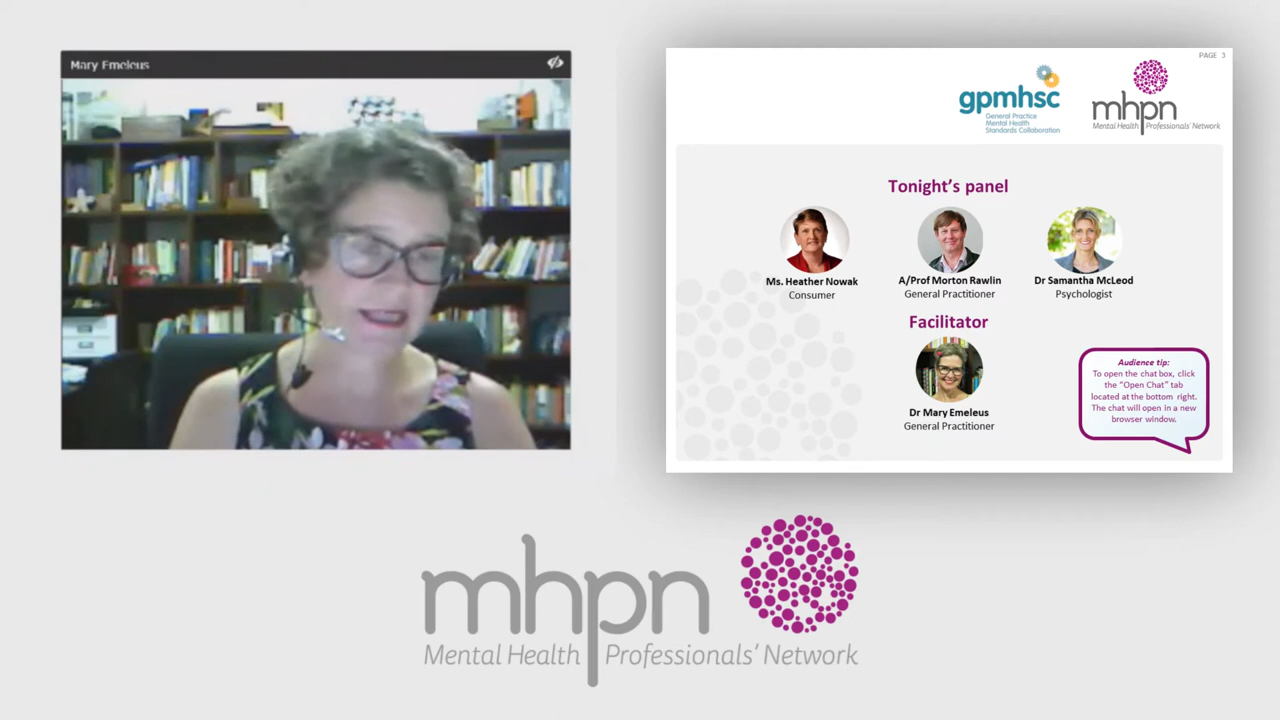 Mary Emeleus
PAGE 3
gpmhsc
General Practice
Mental Health
Standards Collaboration
mhpn
Mental Health Professionals' Network
Tonight's panel
Ms. Heather Nowak
Consumer
A/Prof Morton Rawlin
General Practitioner
Dr Samantha McLeod
Psychologist
Facilitator
Dr Mary Emeleus
General Practitioner
Audience tip:
To open the chat box, click
the "Open Chat" tab
located at the bottom right.
The chat will open in a new
browser window.
mhpn
Mental Health Professionals' Network